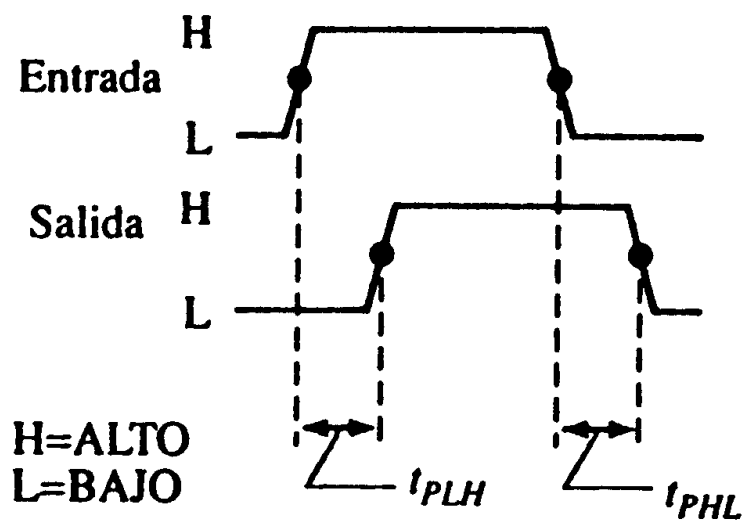 H
Entrada
L
Salida
H
L
H=ALTO
L=BAJO
tPLH
tPHL